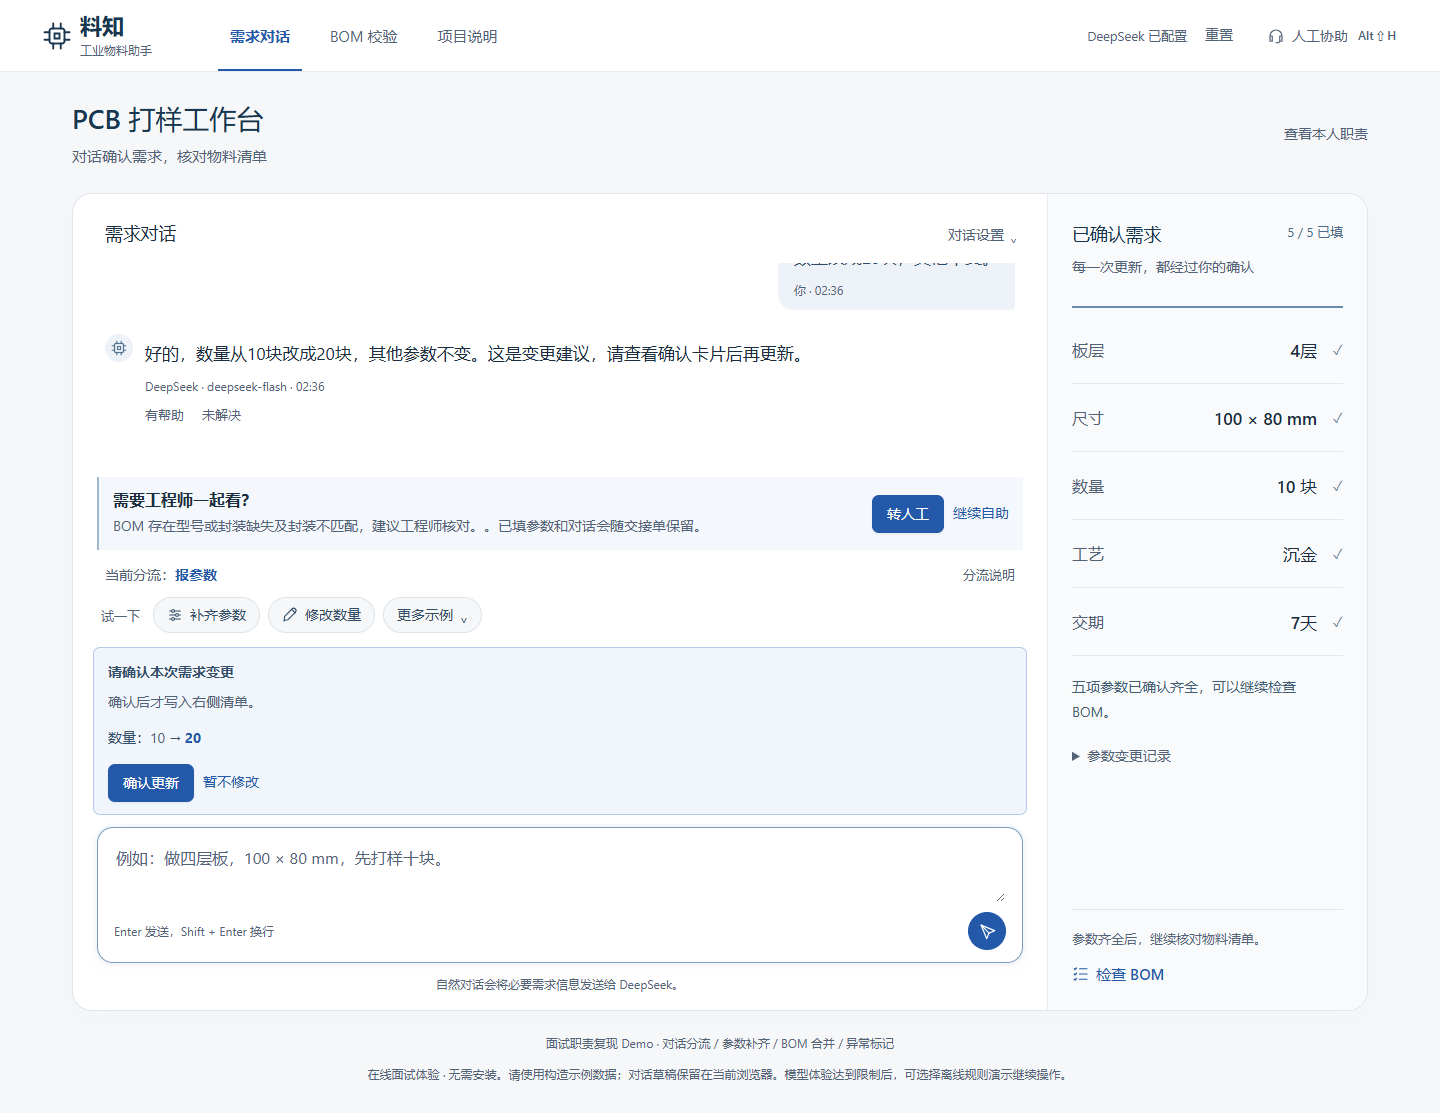 料知
工业物料助手
需求对话
BOM 校验
项目说明
DeepSeek 已配置
重置
人工协助
Alt⇧H
PCB 打样工作台
对话确认需求，核对物料清单
查看本人职责
需求对话
对话设置
你 · 02:36
好的，数量从10块改成20块，其他参数不变。这是变更建议，请查看确认卡片后再更新。
DeepSeek · deepseek-flash · 02:36
有帮助
未解决
需要工程师一起看？
BOM 存在型号或封装缺失及封装不匹配，建议工程师核对。。已填参数和对话会随交接单保留。
转人工
继续自助
当前分流：报参数
分流说明
试一下
补齐参数
修改数量
更多示例
请确认本次需求变更
确认后才写入右侧清单。
数量：10 → 20
确认更新
暂不修改
例如：做四层板，100 × 80 mm，先打样十块。
Enter 发送，Shift + Enter 换行
自然对话会将必要需求信息发送给 DeepSeek。
已确认需求
5 / 5 已填
每一次更新，都经过你的确认
板层 4层 ✓
尺寸 100 × 80 mm ✓
数量 10 块 ✓
工艺 沉金 ✓
交期 7天 ✓
五项参数已确认齐全，可以继续检查
BOM。
▶ 参数变更记录
参数齐全后，继续核对物料清单。
检查 BOM
面试职责复现 Demo · 对话分流 / 参数补齐 / BOM 合并 / 异常标记
在线面试体验 · 无需安装。请使用构造示例数据；对话草稿保留在当前浏览器。模型体验达到限制后，可选择离线规则演示继续操作。